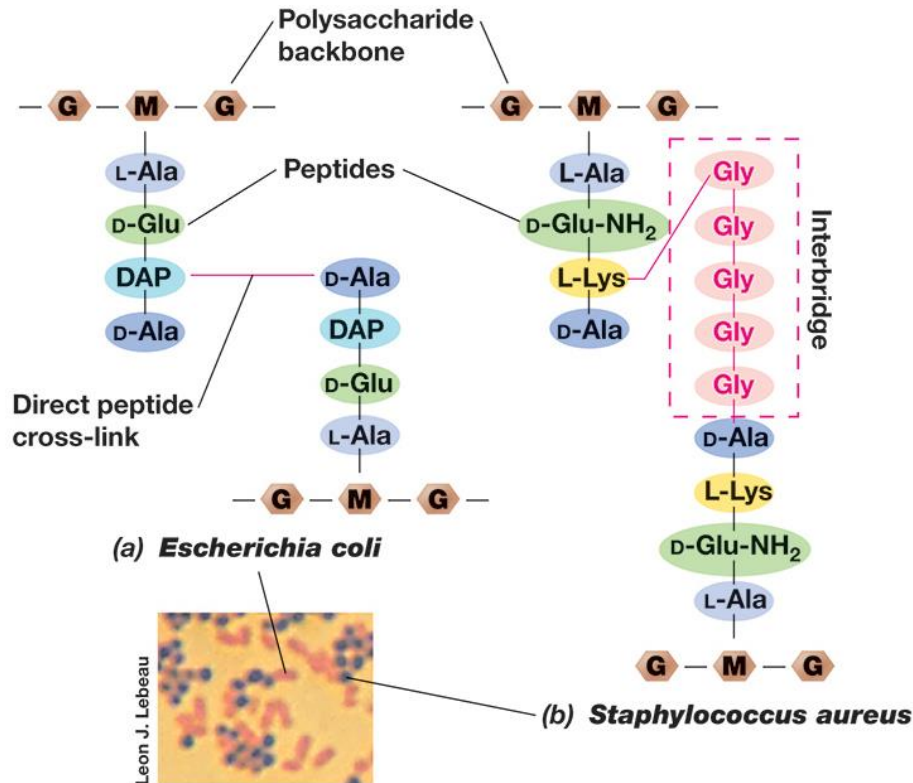 Polysaccharide
backbone
G M G
G M G
L-Ala
Peptides
L-Ala
Gly
D-Glu
D-Glu-NH₂
Gly
DAP
D-Ala
L-Lys
Gly
D-Ala
DAP
D-Ala
Gly
D-Glu
Gly
Interbridge
Direct peptide
cross-link
L-Ala
D-Ala
G M G
L-Lys
(a) Escherichia coli
D-Glu-NH₂
L-Ala
G M G
(b) Staphylococcus aureus
Leon J. Lebeau